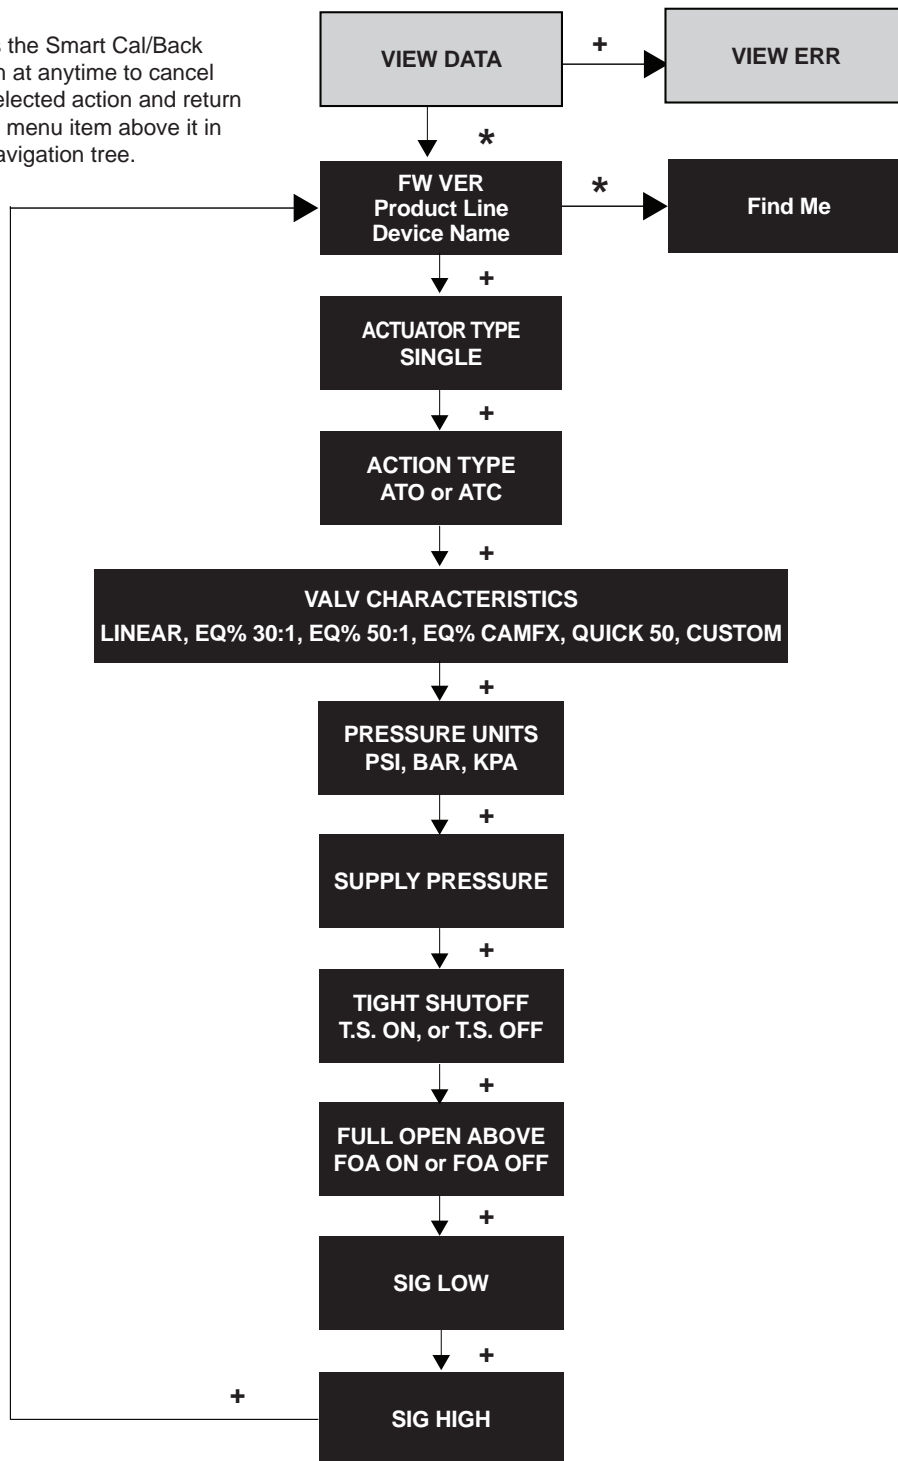 the Smart Cal/Back
at anytime to cancel
elected action and return
menu item above it in
avigation tree.
VIEW DATA
+
VIEW ERR
*
FW VER
Product Line
Device Name
*
Find Me
+
ACTUATOR TYPE
SINGLE
+
ACTION TYPE
ATO or ATC
+
VALV CHARACTERISTICS
LINEAR, EQ% 30:1, EQ% 50:1, EQ% CAMFX, QUICK 50, CUSTOM
+
PRESSURE UNITS
PSI, BAR, KPA
+
SUPPLY PRESSURE
+
TIGHT SHUTOFF
T.S. ON, or T.S. OFF
+
FULL OPEN ABOVE
FOA ON or FOA OFF
+
SIG LOW
+
+
SIG HIGH